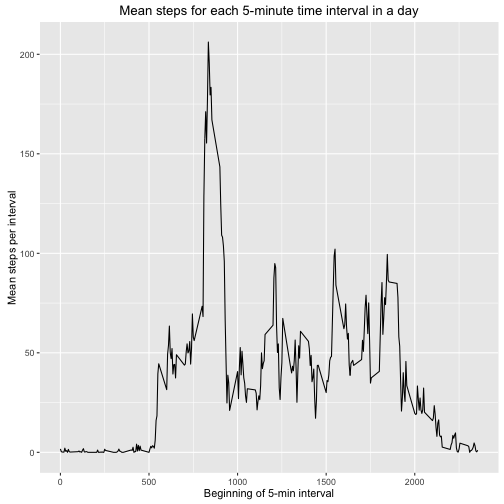 Mean steps for each 5-minute time interval in a day
Mean steps per interval
200
150
100
50
0
0 500 1000 1500 2000
Beginning of 5-min interval